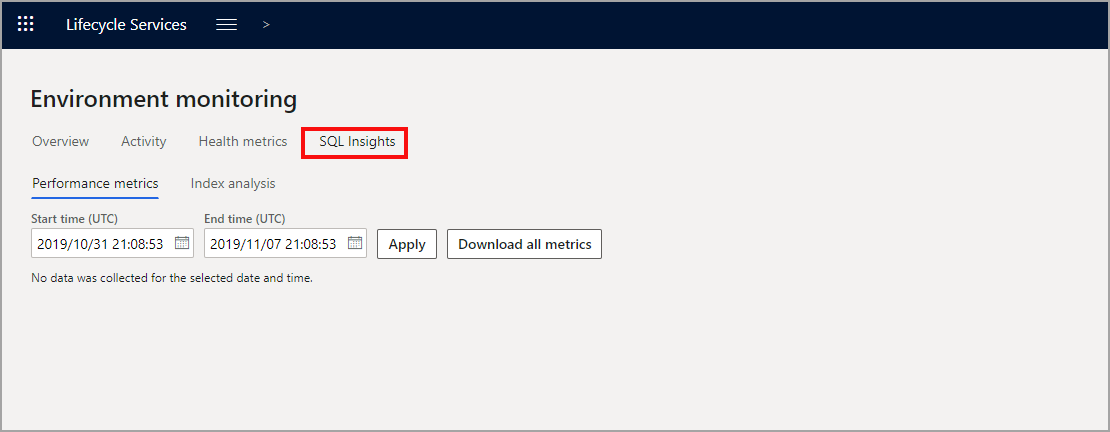 Lifecycle Services >
Environment monitoring
Overview Activity Health metrics SQL Insights
Performance metrics Index analysis
Start time (UTC) End time (UTC)
2019/10/31 21:08:53 2019/11/07 21:08:53 Apply Download all metrics
No data was collected for the selected date and time.